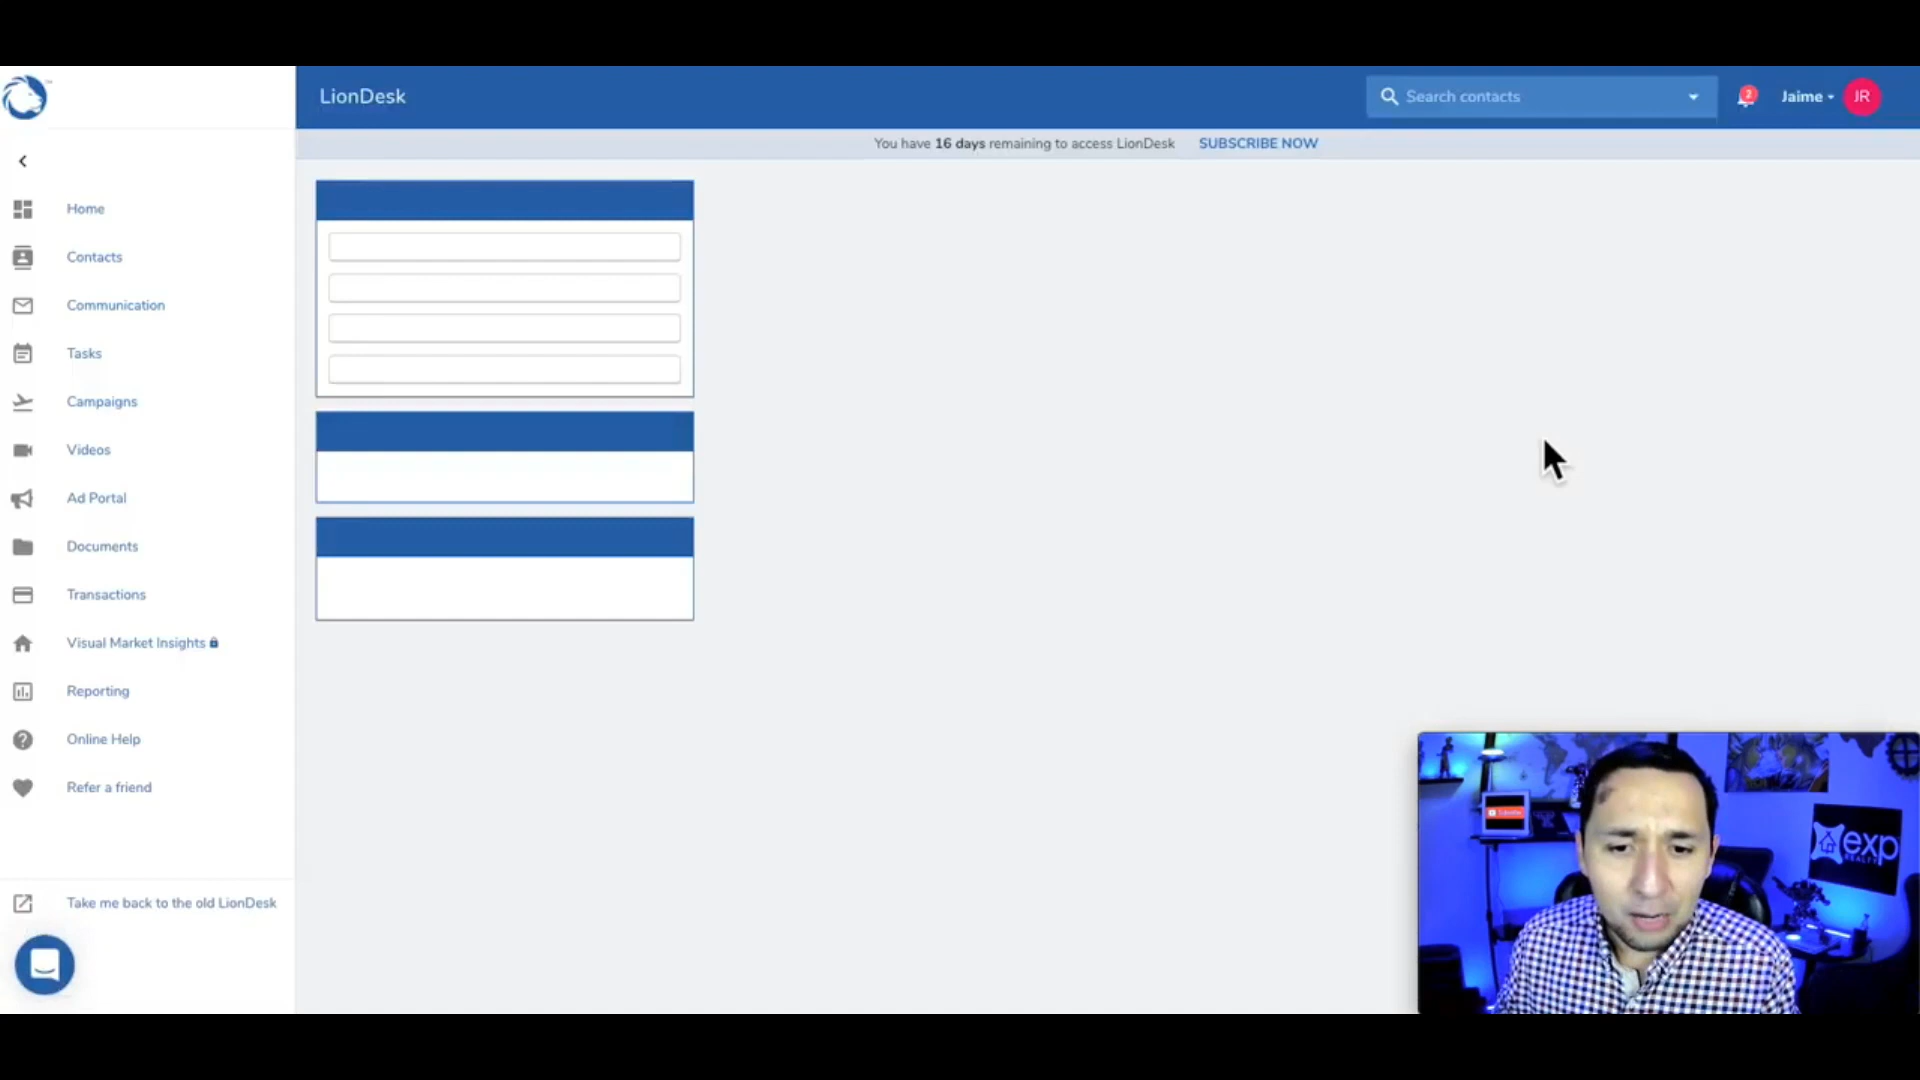 LionDesk
Search contacts
2
Jaime
JR
You have 16 days remaining to access LionDesk SUBSCRIBE NOW
Home
Contacts
Communication
Tasks
Campaigns
Videos
Ad Portal
Documents
Transactions
Visual Market Insights
Reporting
Online Help
Refer a friend
Take me back to the old LionDesk
Subscribe
exp
REALTY